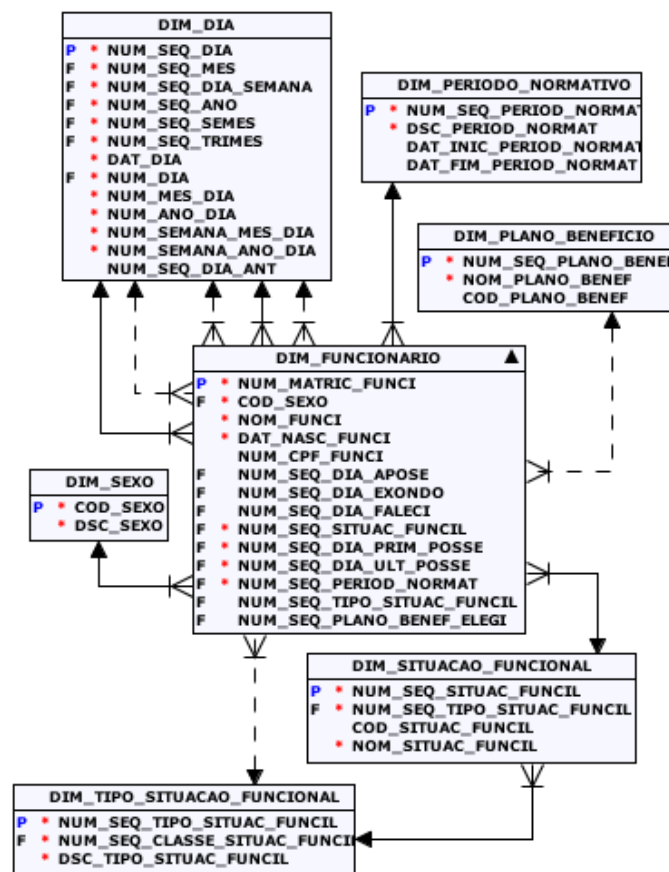 DIM_DIA
P * NUM_SEQ_DIA
F * NUM_SEQ_MES
F * NUM_SEQ_DIA_SEMANA
F * NUM_SEQ_ANO
F * NUM_SEQ_SEMES
F * NUM_SEQ_TRIMES
* DAT_DIA
F * NUM_DIA
* NUM_MES_DIA
* NUM_ANO_DIA
* NUM_SEMANA_MES_DIA
* NUM_SEMANA_ANO_DIA
NUM_SEQ_DIA_ANT
DIM_PERIODO_NORMATIVO
P * NUM_SEQ_PERIOD_NORMAT
* DSC_PERIOD_NORMAT
DAT_INIC_PERIOD_NORMAT
DAT_FIM_PERIOD_NORMAT
DIM_PLANO_BENEFICIO
P * NUM_SEQ_PLANO_BENEF
* NOM_PLANO_BENEF
COD_PLANO_BENEF
DIM_FUNCIONARIO
P * NUM_MATRIC_FUNCI
F * COD_SEXO
* NOM_FUNCI
* DAT_NASC_FUNCI
NUM_CPF_FUNCI
F NUM_SEQ_DIA_APOSE
F NUM_SEQ_DIA_EXONDO
F NUM_SEQ_DIA_FALECI
F * NUM_SEQ_SITUAC_FUNCIL
F * NUM_SEQ_DIA_PRIM_POSSE
F * NUM_SEQ_DIA_ULT_POSSE
F * NUM_SEQ_PERIOD_NORMAT
F NUM_SEQ_TIPO_SITUAC_FUNCIL
F NUM_SEQ_PLANO_BENEF_ELEGI
DIM_SEXO
P * COD_SEXO
* DSC_SEXO
DIM_SITUACAO_FUNCIONAL
P * NUM_SEQ_SITUAC_FUNCIL
F * NUM_SEQ_TIPO_SITUAC_FUNCIL
COD_SITUAC_FUNCIL
* NOM_SITUAC_FUNCIL
DIM_TIPO_SITUACAO_FUNCIONAL
P * NUM_SEQ_TIPO_SITUAC_FUNCIL
F * NUM_SEQ_CLASSE_SITUAC_FUNCIL
* DSC_TIPO_SITUAC_FUNCIL